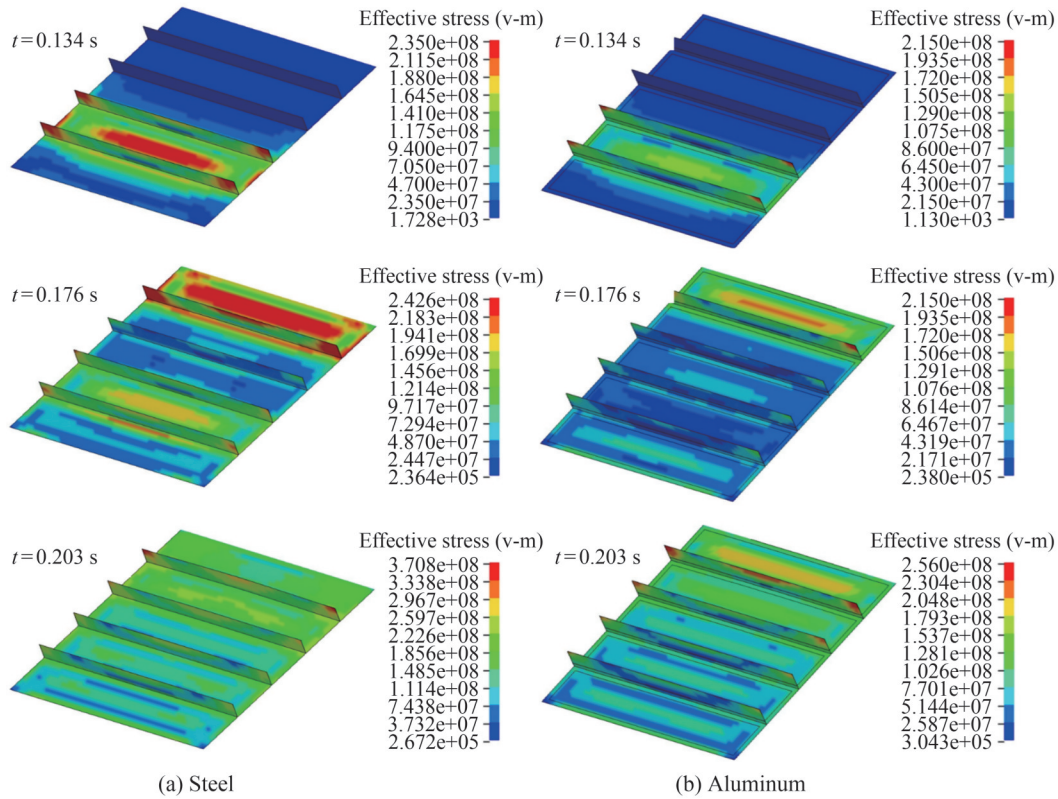 Effective stress (v-m)
t=0.134 s
2.350e+08
2.115e+08
1.880e+08
1.645e+08
1.410e+08
1.175e+08
9.400e+07
7.050e+07
4.700e+07
2.350e+07
1.728e+03
Effective stress (v-m)
t=0.134 s
2.150e+08
1.935e+08
1.720e+08
1.505e+08
1.290e+08
1.075e+08
8.600e+07
6.450e+07
4.300e+07
2.150e+07
1.130e+03
Effective stress (v-m)
t=0.176 s
2.426e+08
2.183e+08
1.941e+08
1.699e+08
1.456e+08
1.214e+08
9.717e+07
7.294e+07
4.870e+07
2.447e+07
2.364e+05
Effective stress (v-m)
t=0.176 s
2.150e+08
1.935e+08
1.720e+08
1.506e+08
1.291e+08
1.076e+08
8.614e+07
6.467e+07
4.319e+07
2.171e+07
2.380e+05
Effective stress (v-m)
t=0.203 s
3.708e+08
3.338e+08
2.967e+08
2.597e+08
2.226e+08
1.856e+08
1.485e+08
1.114e+08
7.438e+07
3.732e+07
2.672e+05
Effective stress (v-m)
t=0.203 s
2.560e+08
2.304e+08
2.048e+08
1.793e+08
1.537e+08
1.281e+08
1.026e+08
7.701e+07
5.144e+07
2.587e+07
3.043e+05
(a) Steel
(b) Aluminum